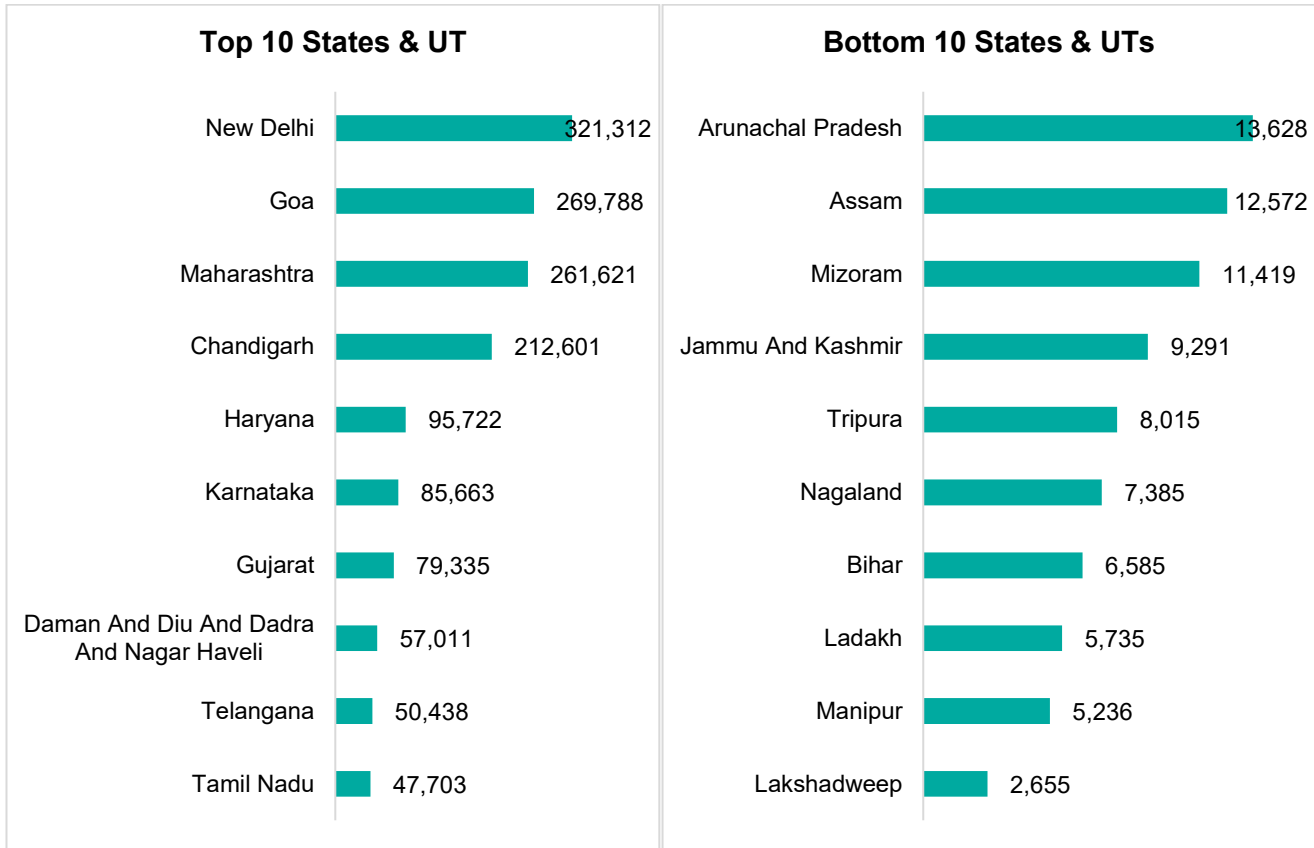 Top 10 States & UT
New Delhi 321,312
Goa 269,788
Maharashtra 261,621
Chandigarh 212,601
Haryana 95,722
Karnataka 85,663
Gujarat 79,335
Daman And Diu And Dadra
And Nagar Haveli 57,011
Telangana 50,438
Tamil Nadu 47,703
Bottom 10 States & UTs
Arunachal Pradesh 13,628
Assam 12,572
Mizoram 11,419
Jammu And Kashmir 9,291
Tripura 8,015
Nagaland 7,385
Bihar 6,585
Ladakh 5,735
Manipur 5,236
Lakshadweep 2,655